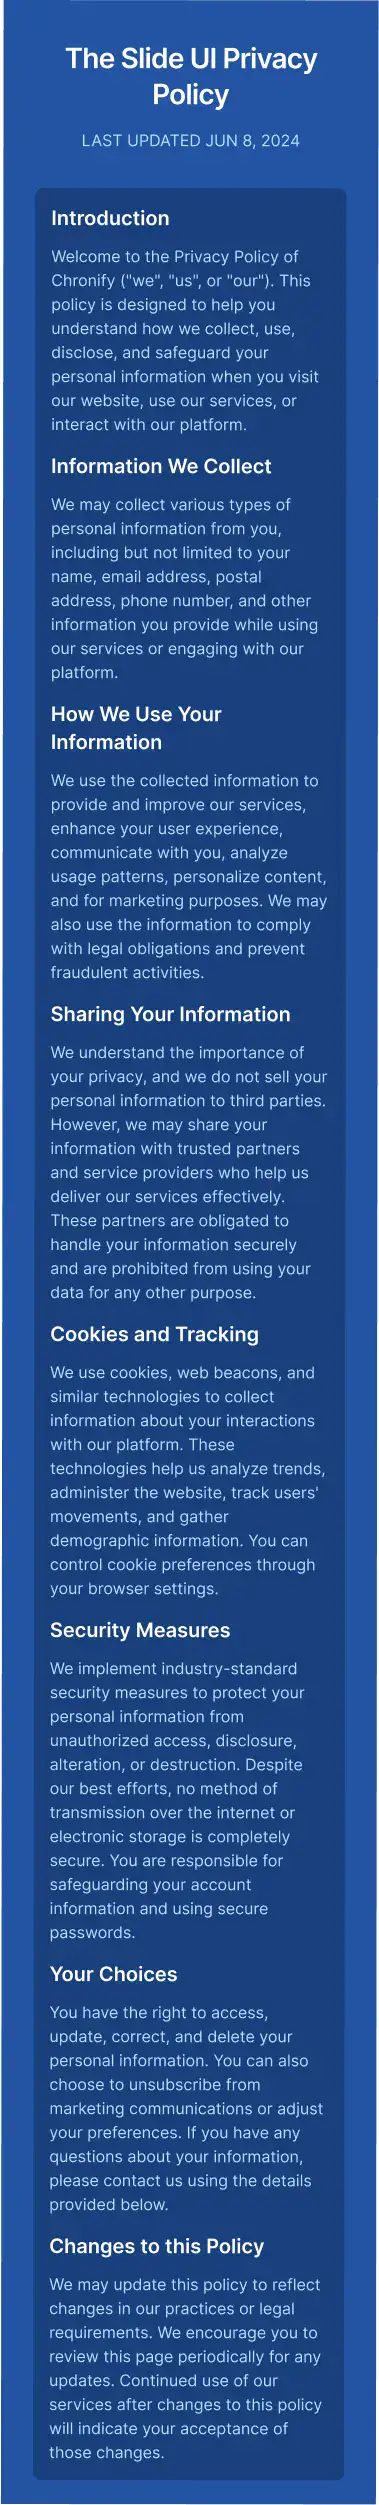 The Slide UI Privacy
Policy
LAST UPDATED JUN 8, 2024
Introduction
Welcome to the Privacy Policy of
Chronify ("we", "us", or "our"). This
policy is designed to help you
understand how we collect, use,
disclose, and safeguard your
personal information when you visit
our website, use our services, or
interact with our platform.
Information We Collect
We may collect various types of
personal information from you,
including but not limited to your
name, email address, postal
address, phone number, and other
information you provide while using
our services or engaging with our
platform.
How We Use Your
Information
We use the collected information to
provide and improve our services,
enhance your user experience,
communicate with you, analyze
usage patterns, personalize content,
and for marketing purposes. We may
also use the information to comply
with legal obligations and prevent
fraudulent activities.
Sharing Your Information
We understand the importance of
your privacy, and we do not sell your
personal information to third parties.
However, we may share your
information with trusted partners
and service providers who help us
deliver our services effectively.
These partners are obligated to
handle your information securely
and are prohibited from using your
data for any other purpose.
Cookies and Tracking
We use cookies, web beacons, and
similar technologies to collect
information about your interactions
with our platform. These
technologies help us analyze trends,
administer the website, track users'
movements, and gather
demographic information. You can
control cookie preferences through
your browser settings.
Security Measures
We implement industry-standard
security measures to protect your
personal information from
unauthorized access, disclosure,
alteration, or destruction. Despite
our best efforts, no method of
transmission over the internet or
electronic storage is completely
secure. You are responsible for
safeguarding your account
information and using secure
passwords.
Your Choices
You have the right to access,
update, correct, and delete your
personal information. You can also
choose to unsubscribe from
marketing communications or adjust
your preferences. If you have any
questions about your information,
please contact us using the details
provided below.
Changes to this Policy
We may update this policy to reflect
changes in our practices or legal
requirements. We encourage you to
review this page periodically for any
updates. Continued use of our
services after changes to this policy
will indicate your acceptance of
those changes.